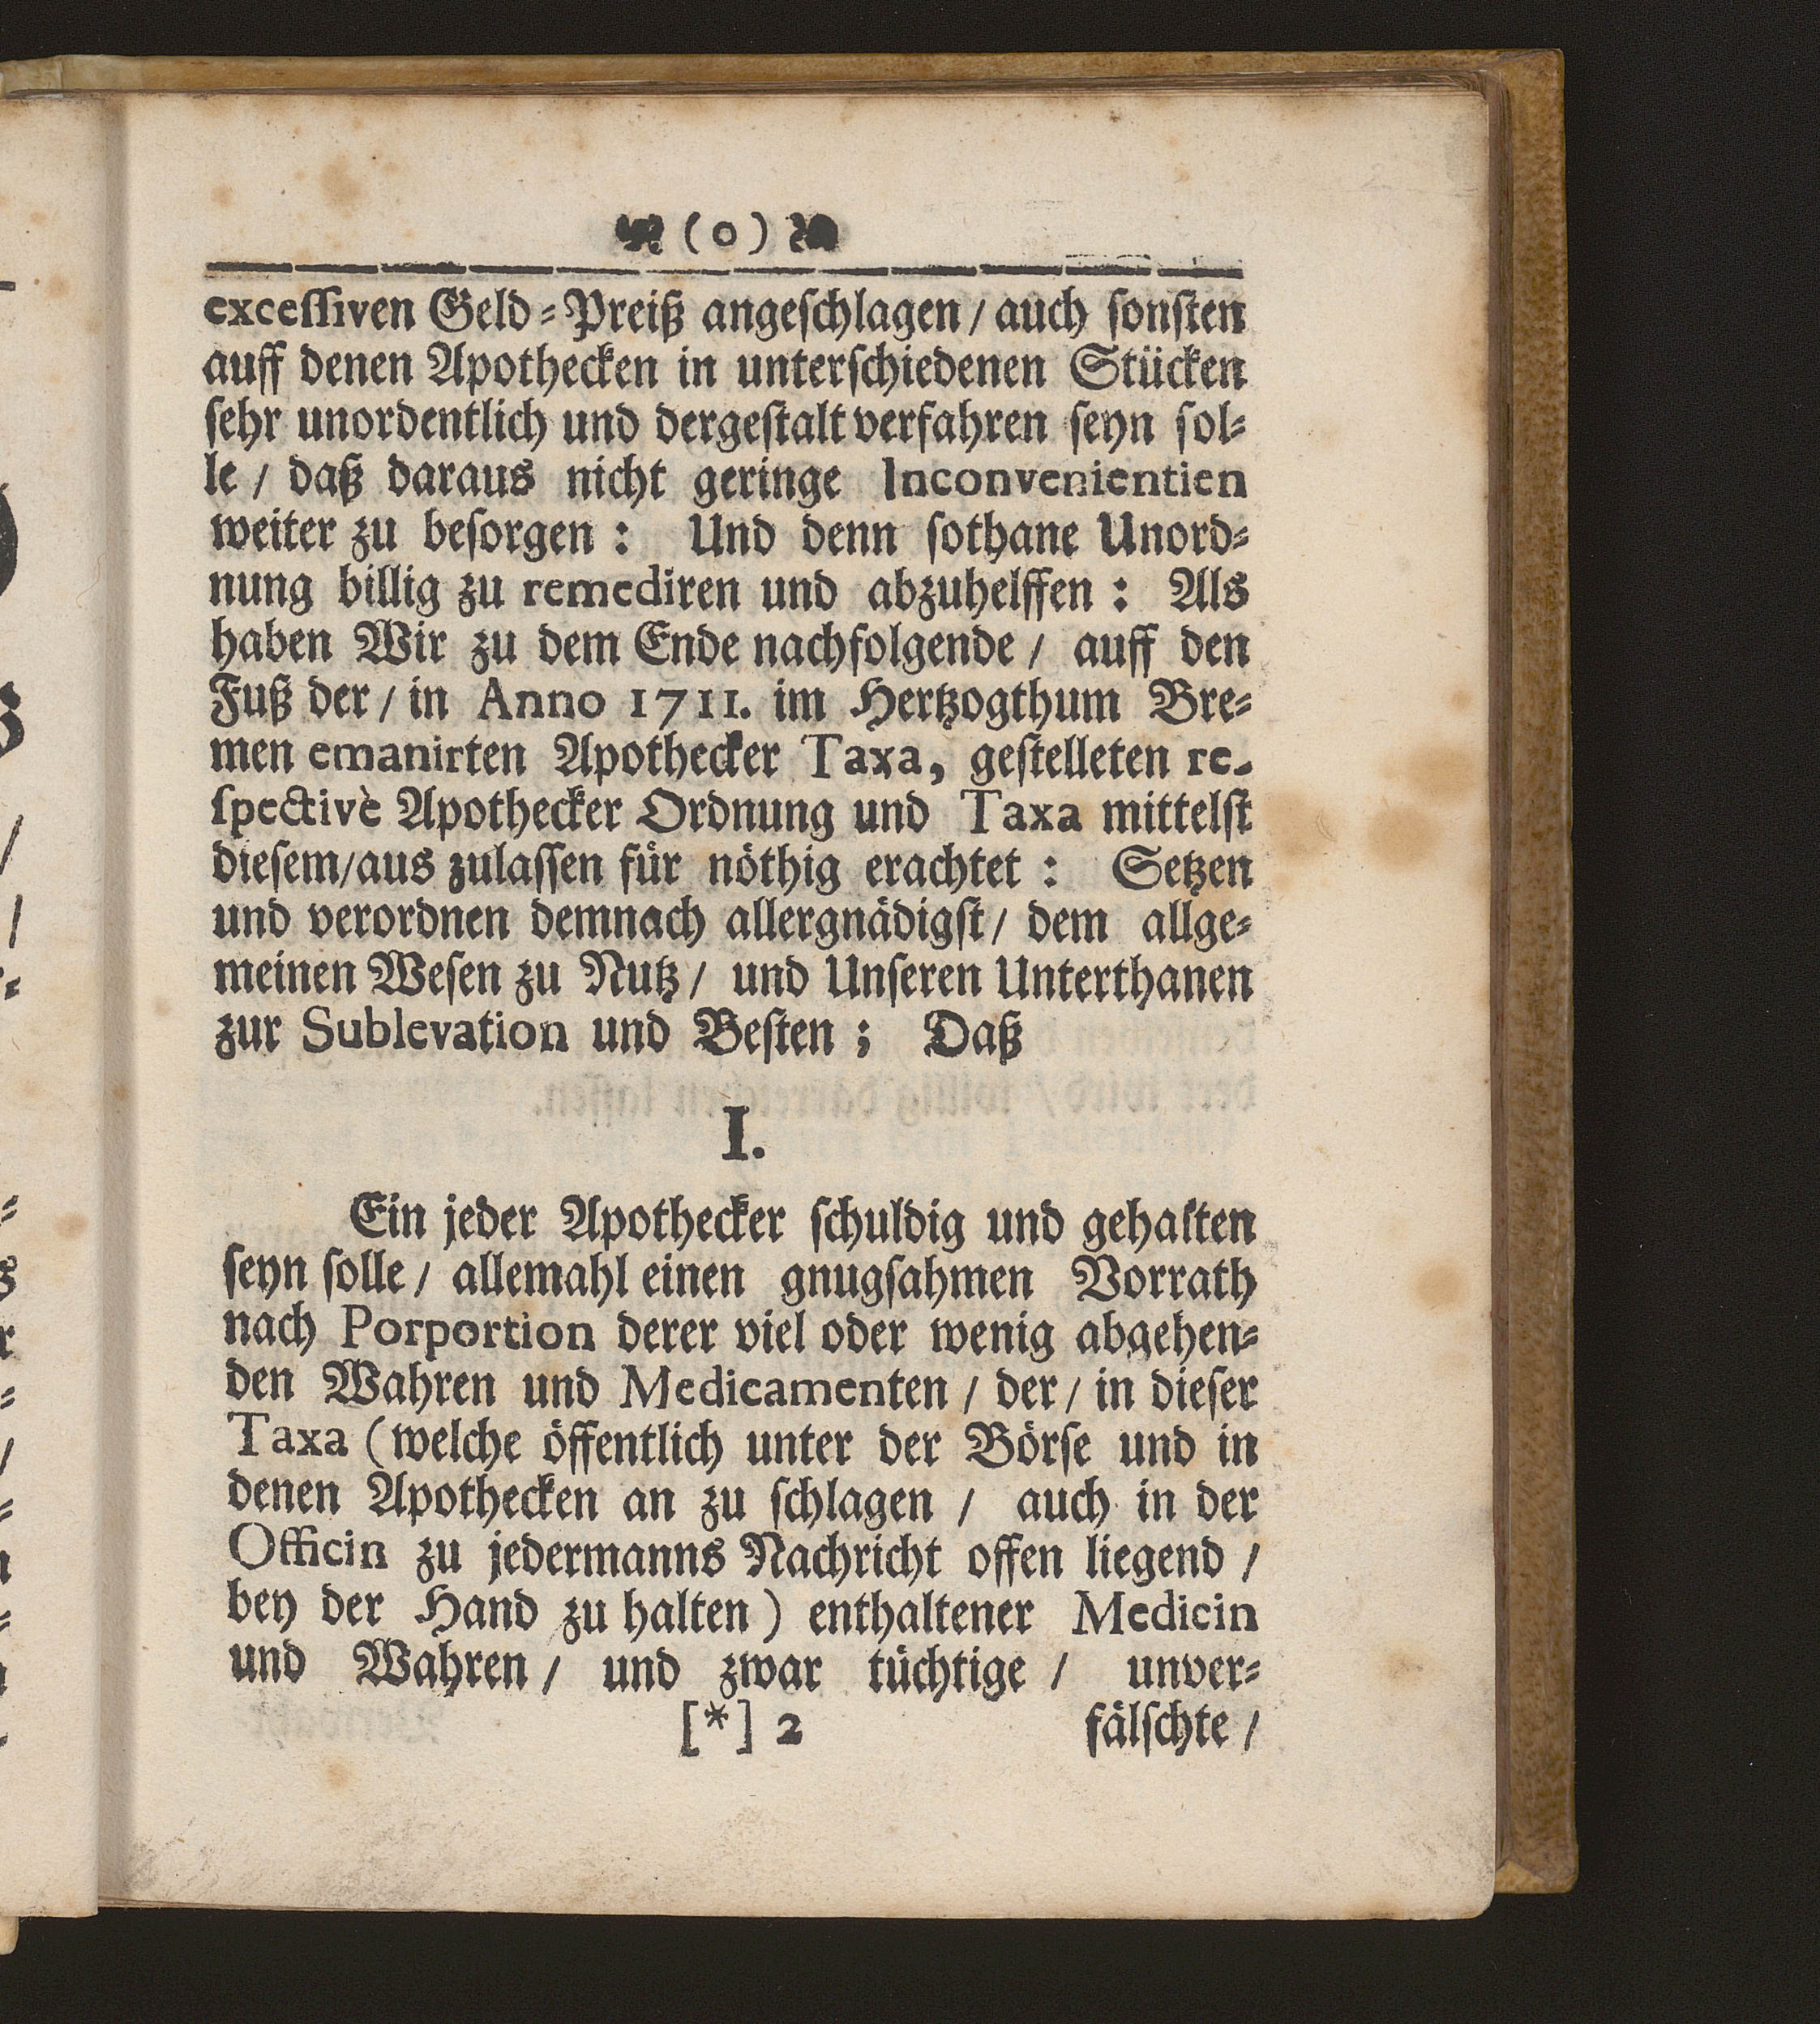 (o)
excessiven Geld=Preiß angeschlagen / auch sonsten
auff denen Apothecken in unterschiedenen Stücken
sehr unordentlich und dergestalt verfahren seyn sol=
le / daß daraus nicht geringe Inconvenientien
weiter zu besorgen : Und denn sothane Unord=
nung billig zu remediren und abzuhelffen : Als
haben Wir zu dem Ende nachfolgende / auff den
Fuß der / in Anno 1711. im Hertzogthum Bre=
men emanirten Apothecker Taxa, gestelleten re-
spectivè Apothecker Ordnung und Taxa mittelst
diesem/aus zulassen für nöthig erachtet : Setzen
und verordnen demnach allergnädigst / dem allge=
meinen Wesen zu Nutz / und Unseren Unterthanen
zur Sublevation und Besten ; Daß
I.
Ein jeder Apothecker schuldig und gehalten
seyn solle / allemahl einen gnugsahmen Vorrath
nach Porportion derer viel oder wenig abgehen=
den Wahren und Medicamenten / der / in dieser
Taxa (welche öffentlich unter der Börse und in
denen Apothecken an zu schlagen / auch in der
Officin zu jedermanns Nachricht offen liegend /
bey der Hand zu halten ) enthaltener Medicin
und Wahren / und zwar tüchtige / unver=
[*] 2 fälschte /